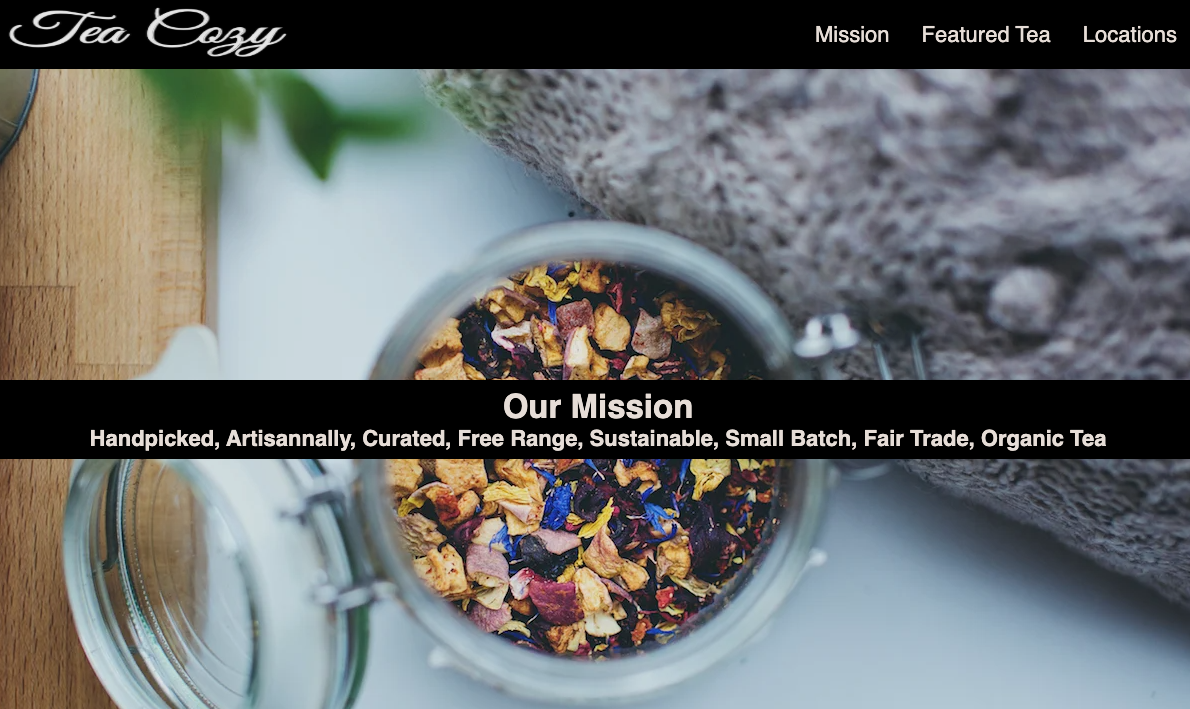 Tea Cozy
Mission Featured Tea Locations
Our Mission
Handpicked, Artisannally, Curated, Free Range, Sustainable, Small Batch, Fair Trade, Organic Tea